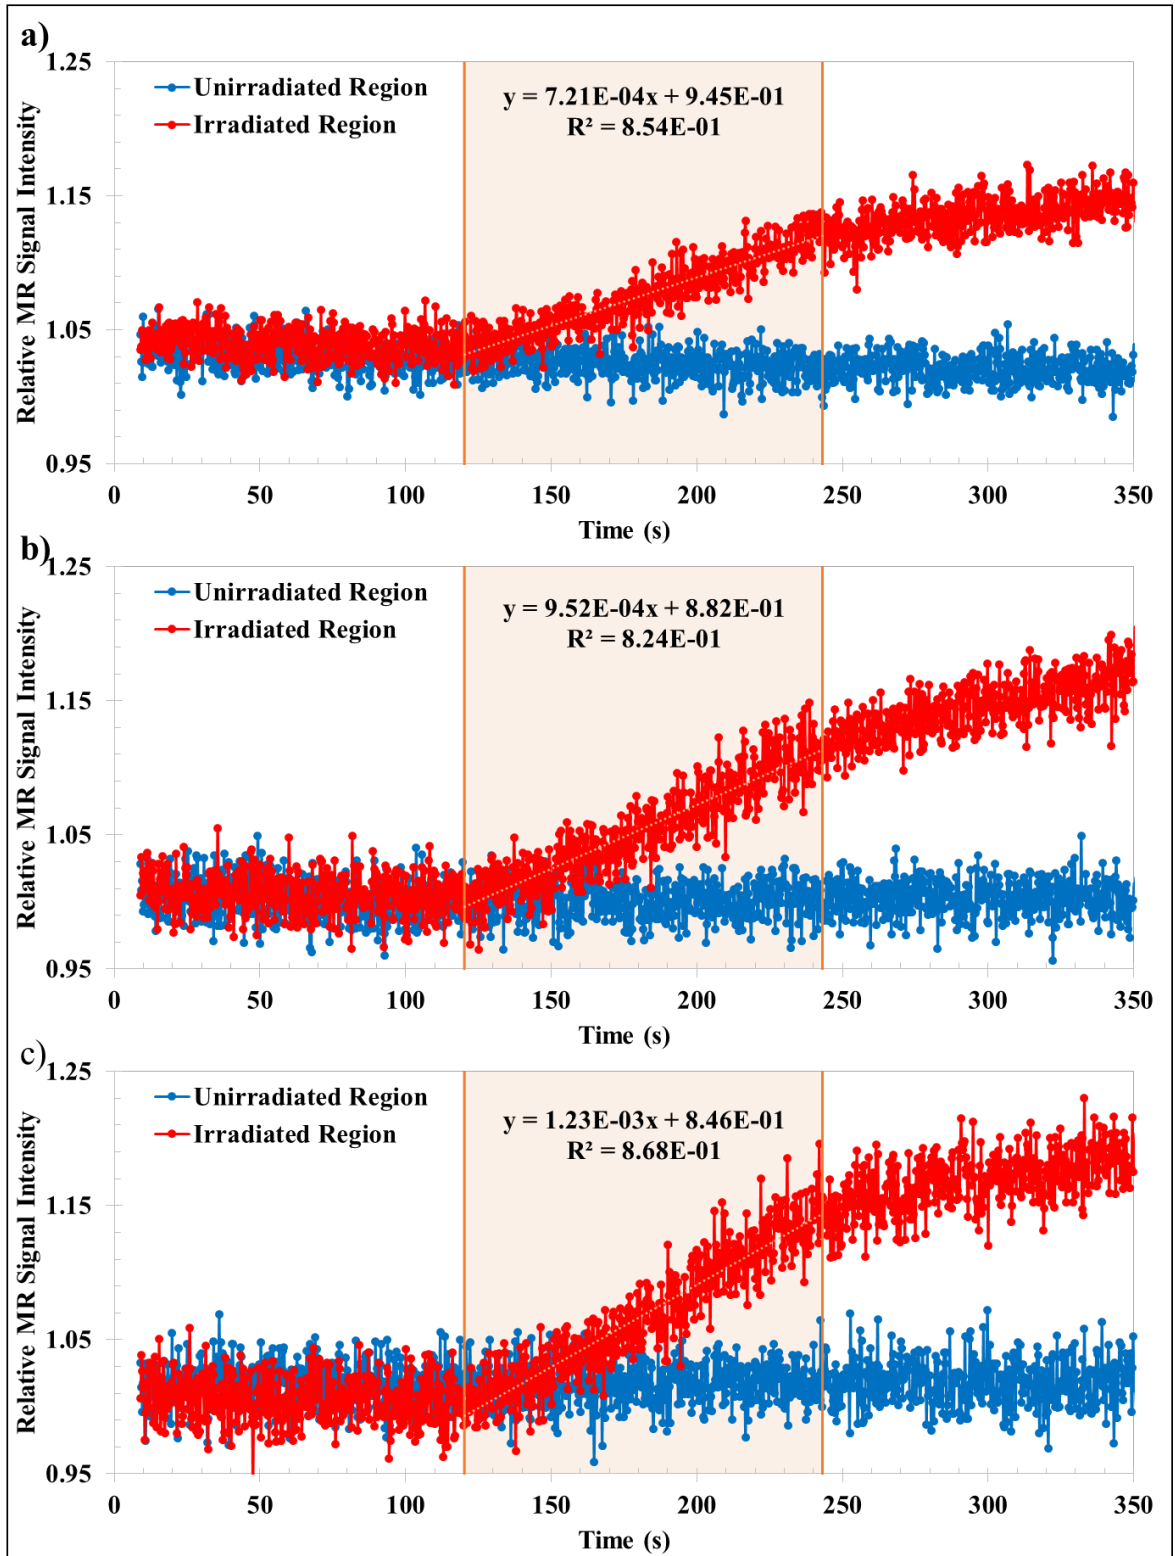 a)
1.25
Unirradiated Region
Irradiated Region
y = 7.21E-04x + 9.45E-01
R² = 8.54E-01
1.15
1.05
0.95
Relative MR Signal Intensity
0 50 100 150 200 250 300 350
Time (s)
b)
1.25
Unirradiated Region
Irradiated Region
y = 9.52E-04x + 8.82E-01
R² = 8.24E-01
1.15
1.05
0.95
Relative MR Signal Intensity
0 50 100 150 200 250 300 350
Time (s)
c)
1.25
Unirradiated Region
Irradiated Region
y = 1.23E-03x + 8.46E-01
R² = 8.68E-01
1.15
1.05
0.95
Relative MR Signal Intensity
0 50 100 150 200 250 300 350
Time (s)